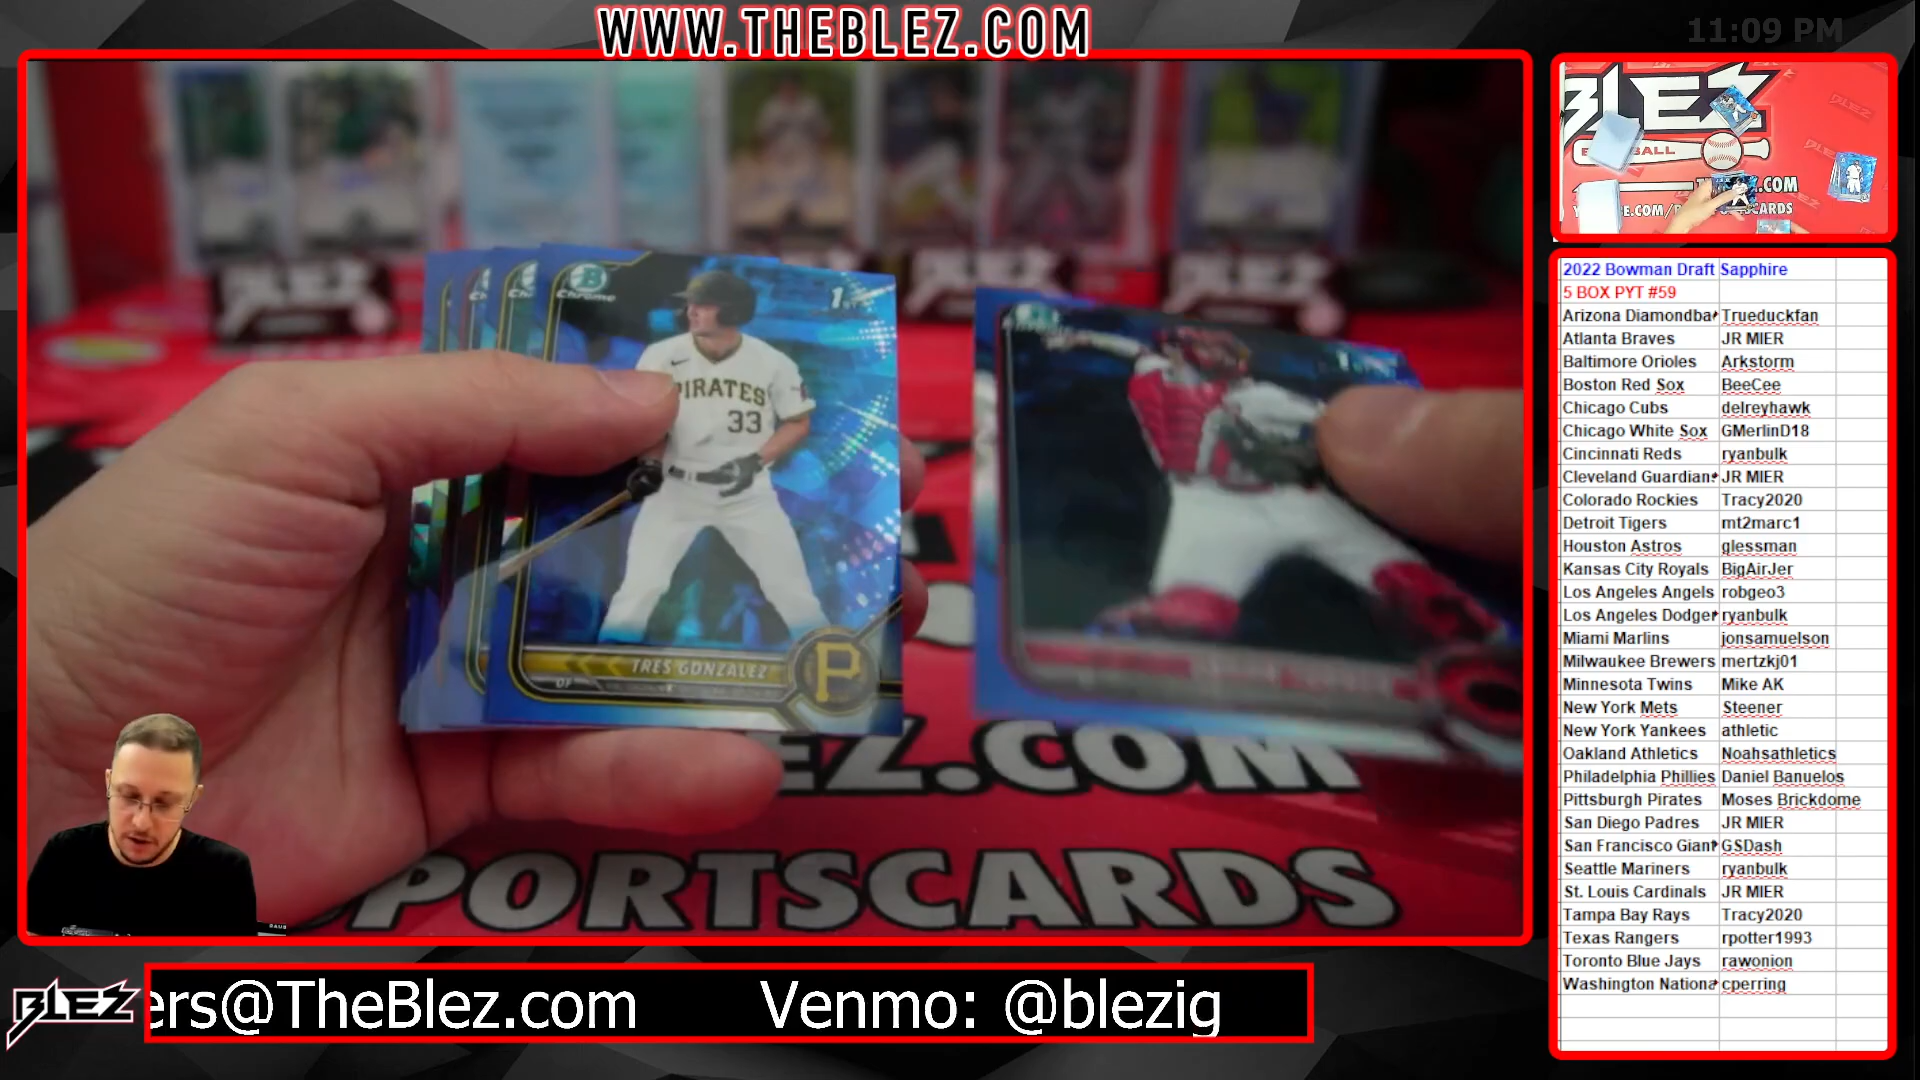 WWW.THEBLEZ.COM
11:09 PM
BLEZ
BLEZ
Chrome
1
PIRATES
33
TRES GONZALEZ
OF
P
EZ.COM
PORTSCARDS
2022 Bowman Draft Sapphire
5 BOX PYT #59
Arizona Diamondba Trueduckfan
Atlanta Braves JR MIER
Baltimore Orioles Arkstorm
Boston Red Sox BeeCee
Chicago Cubs delreyhawk
Chicago White Sox GMerlinD18
Cincinnati Reds ryanbulk
Cleveland Guardian JR MIER
Colorado Rockies Tracy2020
Detroit Tigers mt2marc1
Houston Astros glessman
Kansas City Royals BigAirJer
Los Angeles Angels robgeo3
Los Angeles Dodger ryanbulk
Miami Marlins jonsamuelson
Milwaukee Brewers mertzkj01
Minnesota Twins Mike AK
New York Mets Steener
New York Yankees athletic
Oakland Athletics Noahsathletics
Philadelphia Phillies Daniel Banuelos
Pittsburgh Pirates Moses Brickdome
San Diego Padres JR MIER
San Francisco Giant GSDash
Seattle Mariners ryanbulk
St. Louis Cardinals JR MIER
Tampa Bay Rays Tracy2020
Texas Rangers rpotter1993
Toronto Blue Jays rawonion
Washington Nationa cperring
BLEZ
ers@TheBlez.com Venmo: @blezig